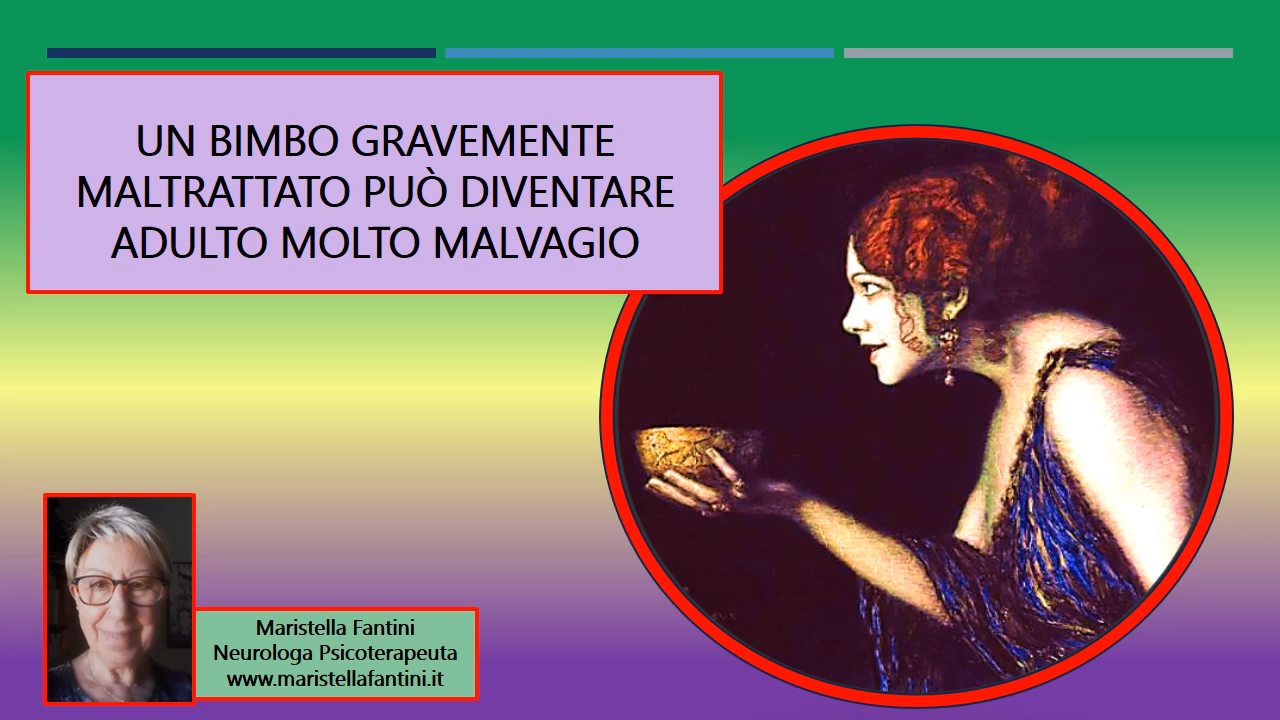 UN BIMBO GRAVEMENTE
MALTRATTATO PUÒ DIVENTARE
ADULTO MOLTO MALVAGIO
Maristella Fantini
Neurologa Psicoterapeuta
www.maristellafantini.it